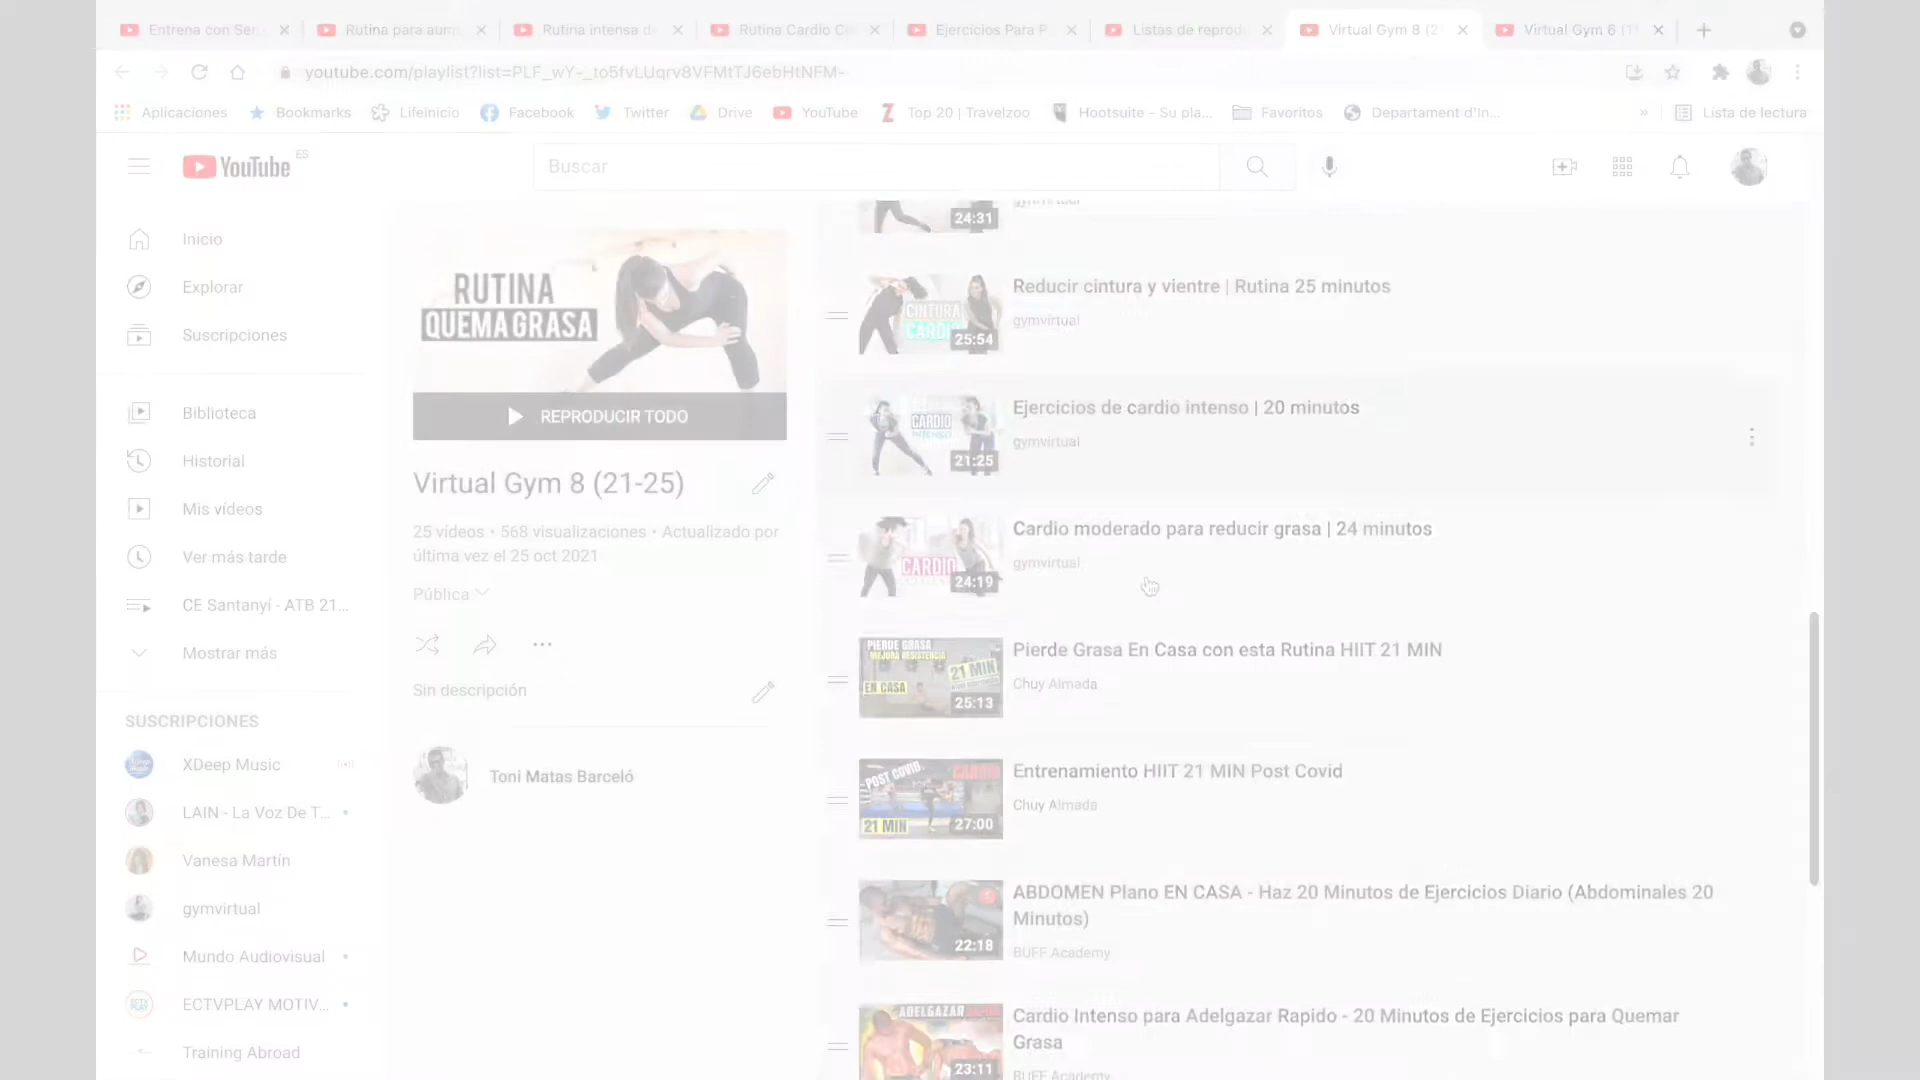 Entrena con Ser
Rutina para aum
Rutina intensa d
Rutina Cardio Co
Ejercicios Para P
Listas de reprod
Virtual Gym 8 (2
Virtual Gym 6 (1
youtube.com/playlist?list=PLF_wY-_to5fvLUqrv8VFMtTJ6ebHtNFM-
Aplicaciones
Bookmarks
Lifeinicio
Facebook
Twitter
Drive
YouTube
Top 20 | Travelzoo
Hootsuite - Su pla...
Favoritos
Departament d'In...
»
Lista de lectura
YouTube ES
Buscar
Inicio
Explorar
Suscripciones
Biblioteca
Historial
Mis vídeos
Ver más tarde
CE Santanyí - ATB 21...
Mostrar más
SUSCRIPCIONES
XDeep Music
LAIN - La Voz De T...
Vanesa Martín
gymvirtual
Mundo Audiovisual
ECTVPLAY MOTIV...
Training Abroad
RUTINA
QUEMA GRASA
REPRODUCIR TODO
Virtual Gym 8 (21-25)
25 vídeos • 568 visualizaciones • Actualizado por
última vez el 25 oct 2021
Pública
Sin descripción
Toni Matas Barceló
24:31
gymvirtual
CINTURA
CARDIO
25:54
Reducir cintura y vientre | Rutina 25 minutos
gymvirtual
CARDIO
INTENSO
21:25
Ejercicios de cardio intenso | 20 minutos
gymvirtual
CARDIO
24:19
Cardio moderado para reducir grasa | 24 minutos
gymvirtual
PIERDE GRASA
MEJORA RESISTENCIA
21 MIN
EN CASA
25:13
Pierde Grasa En Casa con esta Rutina HIIT 21 MIN
Chuy Almada
POST COVID
CARDIO
21 MIN
27:00
Entrenamiento HIIT 21 MIN Post Covid
Chuy Almada
22:18
ABDOMEN Plano EN CASA - Haz 20 Minutos de Ejercicios Diario (Abdominales 20
Minutos)
BUFF Academy
ADELGAZAR
23:11
Cardio Intenso para Adelgazar Rapido - 20 Minutos de Ejercicios para Quemar
Grasa
BUFF Academy